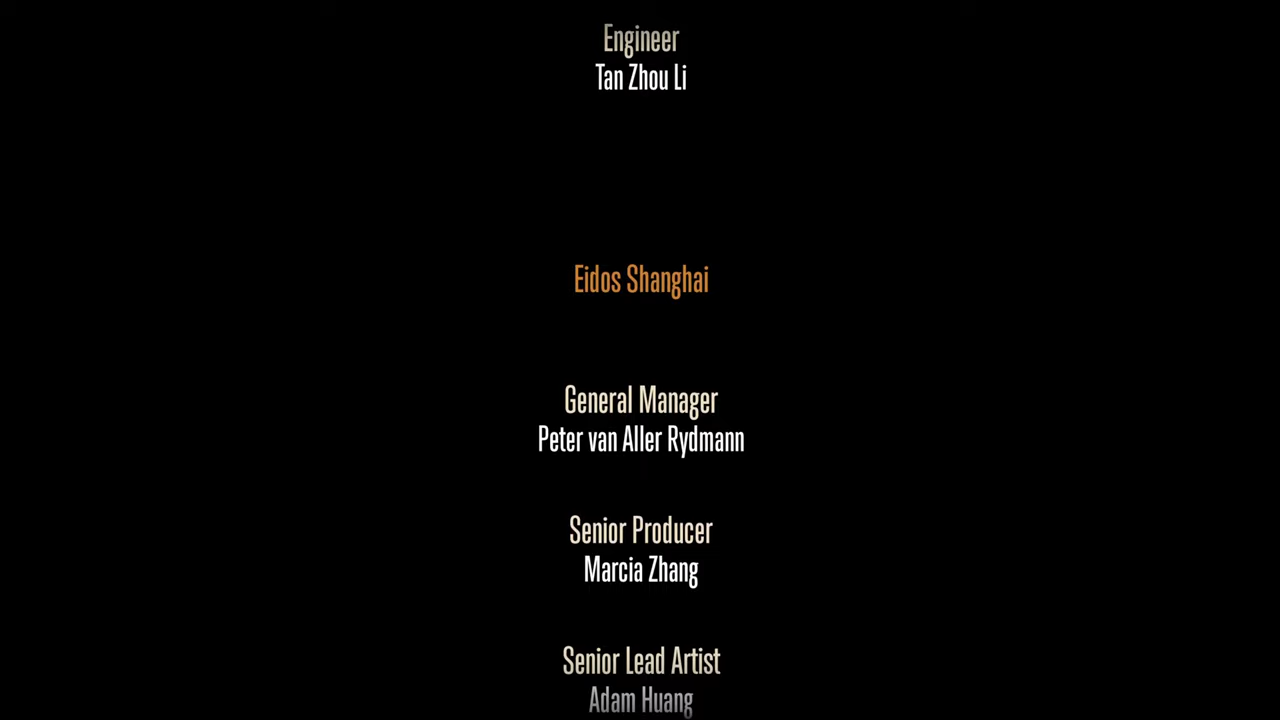 Engineer
Tan Zhou Li
Eidos Shanghai
General Manager
Peter van Aller Rydmann
Senior Producer
Marcia Zhang
Senior Lead Artist
Adam Huang